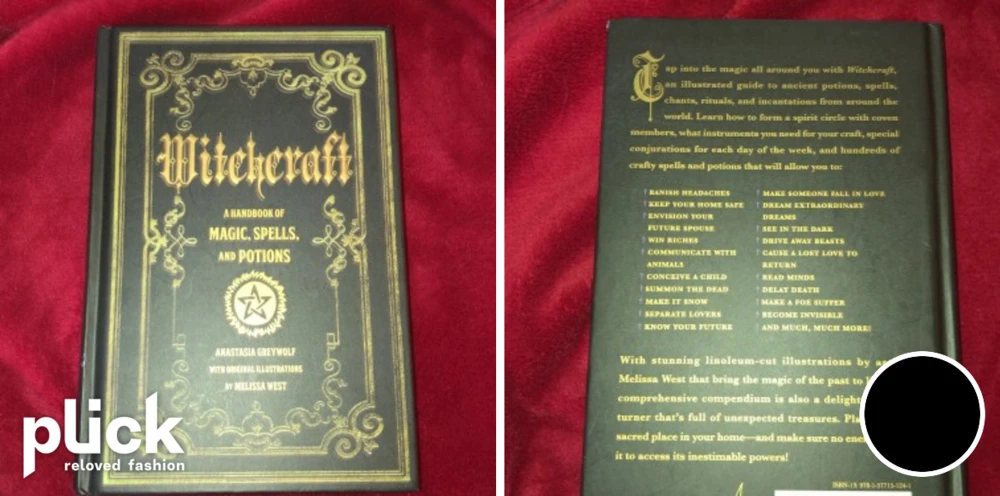 Witchcraft
A HANDBOOK OF
MAGIC, SPELLS,
AND POTIONS
ANASTASIA GREYWOLF
WITH ORIGINAL ILLUSTRATIONS
BY MELISSA WEST
plick
reloved fashion
Tap into the magic all around you with Witchcraft,
an illustrated guide to ancient potions, spells,
chants, rituals, and incantations from around the
world. Learn how to form a spirit circle with coven
members, what instruments you need for your craft, special
conjurations for each day of the week, and hundreds of
crafty spells and potions that will allow you to:
BANISH HEADACHES
KEEP YOUR HOME SAFE
ENVISION YOUR
FUTURE SPOUSE
WIN RICHES
COMMUNICATE WITH
ANIMALS
CONCEIVE A CHILD
SUMMON THE DEAD
MAKE IT SNOW
SEPARATE LOVERS
KNOW YOUR FUTURE
MAKE SOMEONE FALL IN LOVE
DREAM EXTRAORDINARY
DREAMS
SEE IN THE DARK
DRIVE AWAY BEASTS
CAUSE A LOST LOVE TO
RETURN
READ MINDS
DELAY DEATH
MAKE A FOE SUFFER
BECOME INVISIBLE
AND MUCH, MUCH MORE!
With stunning linoleum-cut illustrations by
Melissa West that bring the magic of the past to
comprehensive compendium is also a
turner that's full of unexpected treasures.
sacred place in your home—and make sure no
it to access its inestimable powers!
ISBN-13: 978-1-57715-124-1